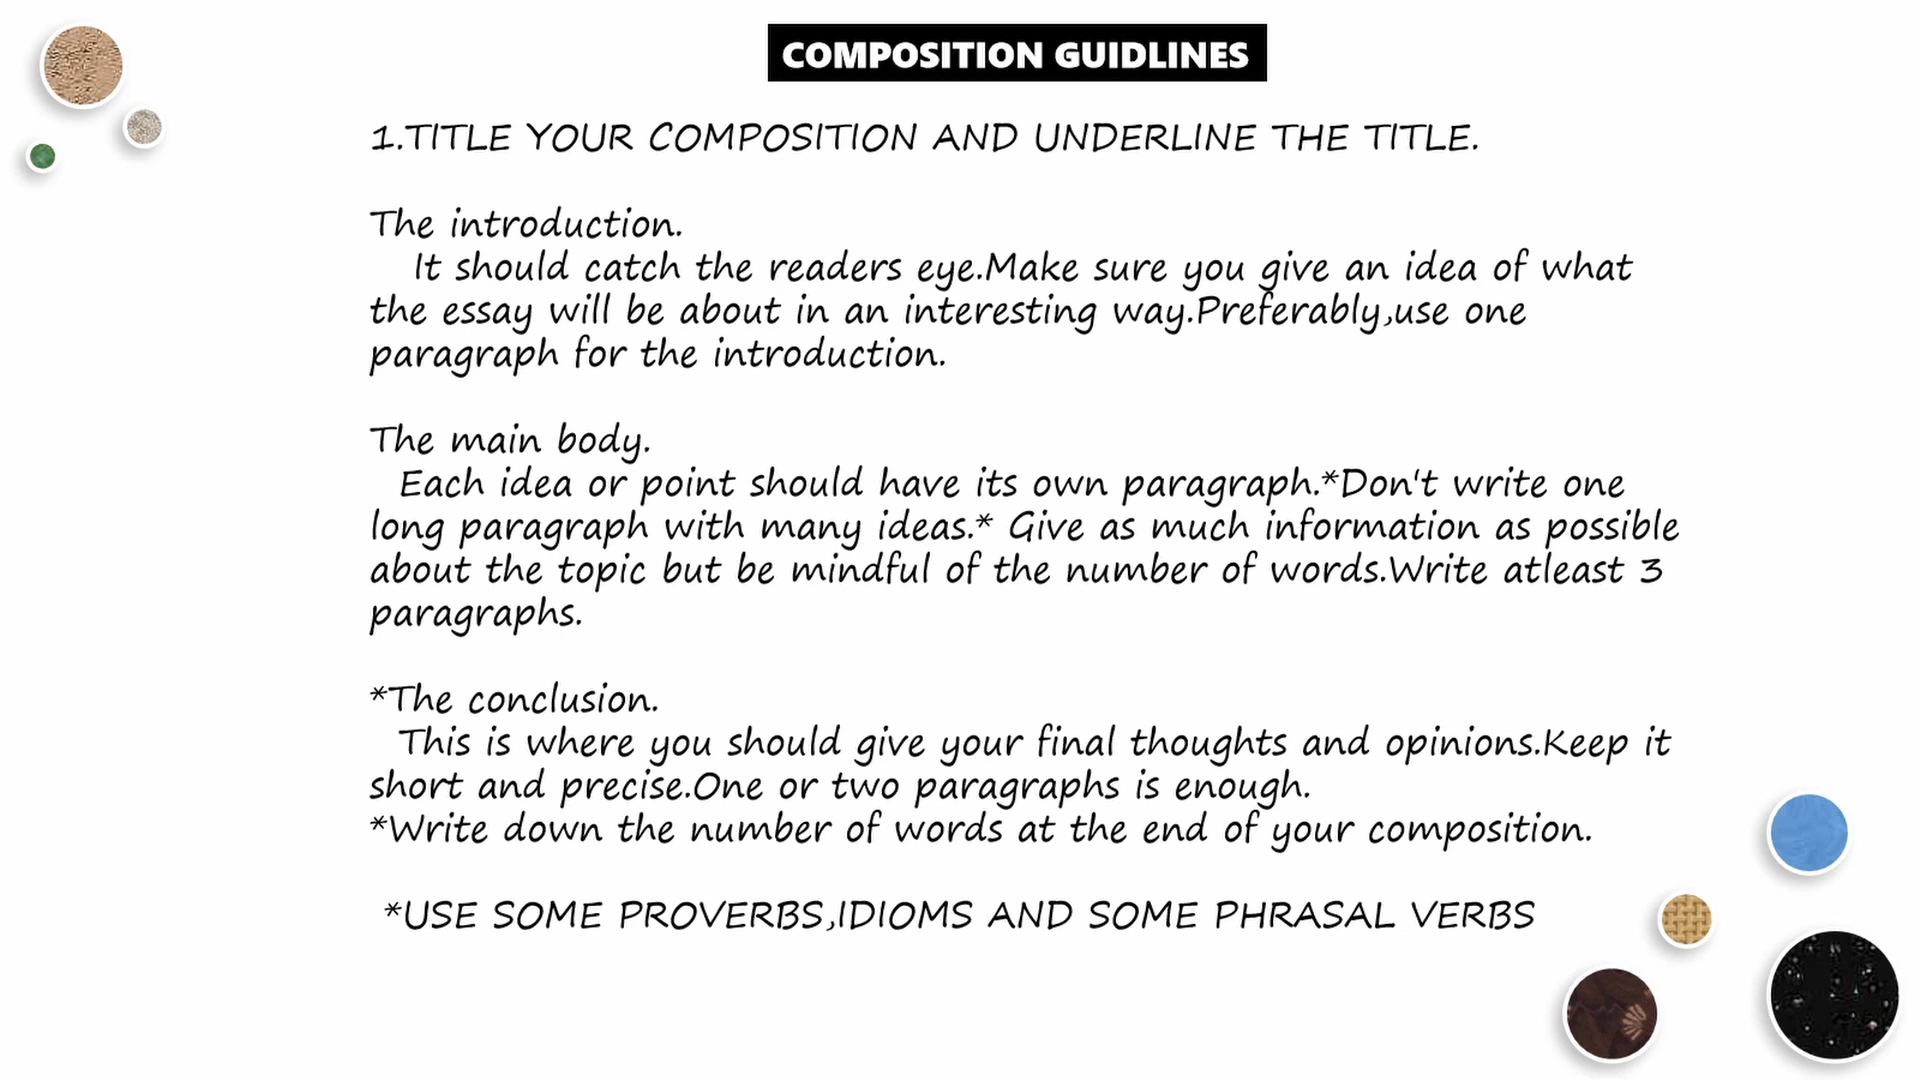 COMPOSITION GUIDLINES
1.TITLE YOUR COMPOSITION AND UNDERLINE THE TITLE.
The introduction.
It should catch the readers eye.Make sure you give an idea of what
the essay will be about in an interesting way.Preferably,use one
paragraph for the introduction.
The main body.
Each idea or point should have its own paragraph.*Don't write one
long paragraph with many ideas.* Give as much information as possible
about the topic but be mindful of the number of words.Write atleast 3
paragraphs.
*The conclusion.
This is where you should give your final thoughts and opinions.Keep it
short and precise.One or two paragraphs is enough.
*Write down the number of words at the end of your composition.
*USE SOME PROVERBS,IDIOMS AND SOME PHRASAL VERBS